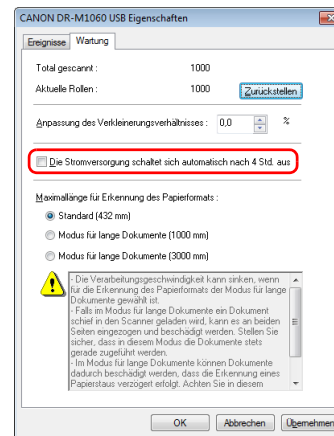 CANON DR-M1060 USB Eigenschaften
Ereignisse Wartung
Total gescannt : 1000
Aktuelle Rollen : 1000 Zurückstellen
Anpassung des Verkleinerungsverhältnisses : 0,0 %
Die Stromversorgung schaltet sich automatisch nach 4 Std. aus
Maximallänge für Erkennung des Papierformats :
Standard (432 mm)
Modus für lange Dokumente (1000 mm)
Modus für lange Dokumente (3000 mm)
- Die Verarbeitungsgeschwindigkeit kann sinken, wenn
für die Erkennung des Papierformats der Modus für lange
Dokumente gewählt ist.
- Falls im Modus für lange Dokumente ein Dokument
schief in den Scanner geladen wird, kann es an beiden
Seiten eingezogen und beschädigt werden. Stellen Sie
sicher, dass in diesem Modus die Dokumente stets
gerade zugeführt werden.
- Im Modus für lange Dokumente können Dokumente
dadurch beschädigt werden, dass die Erkennung eines
Papierstaus verzögert erfolgt. Achten Sie in diesem
OK Abbrechen Übernehmen